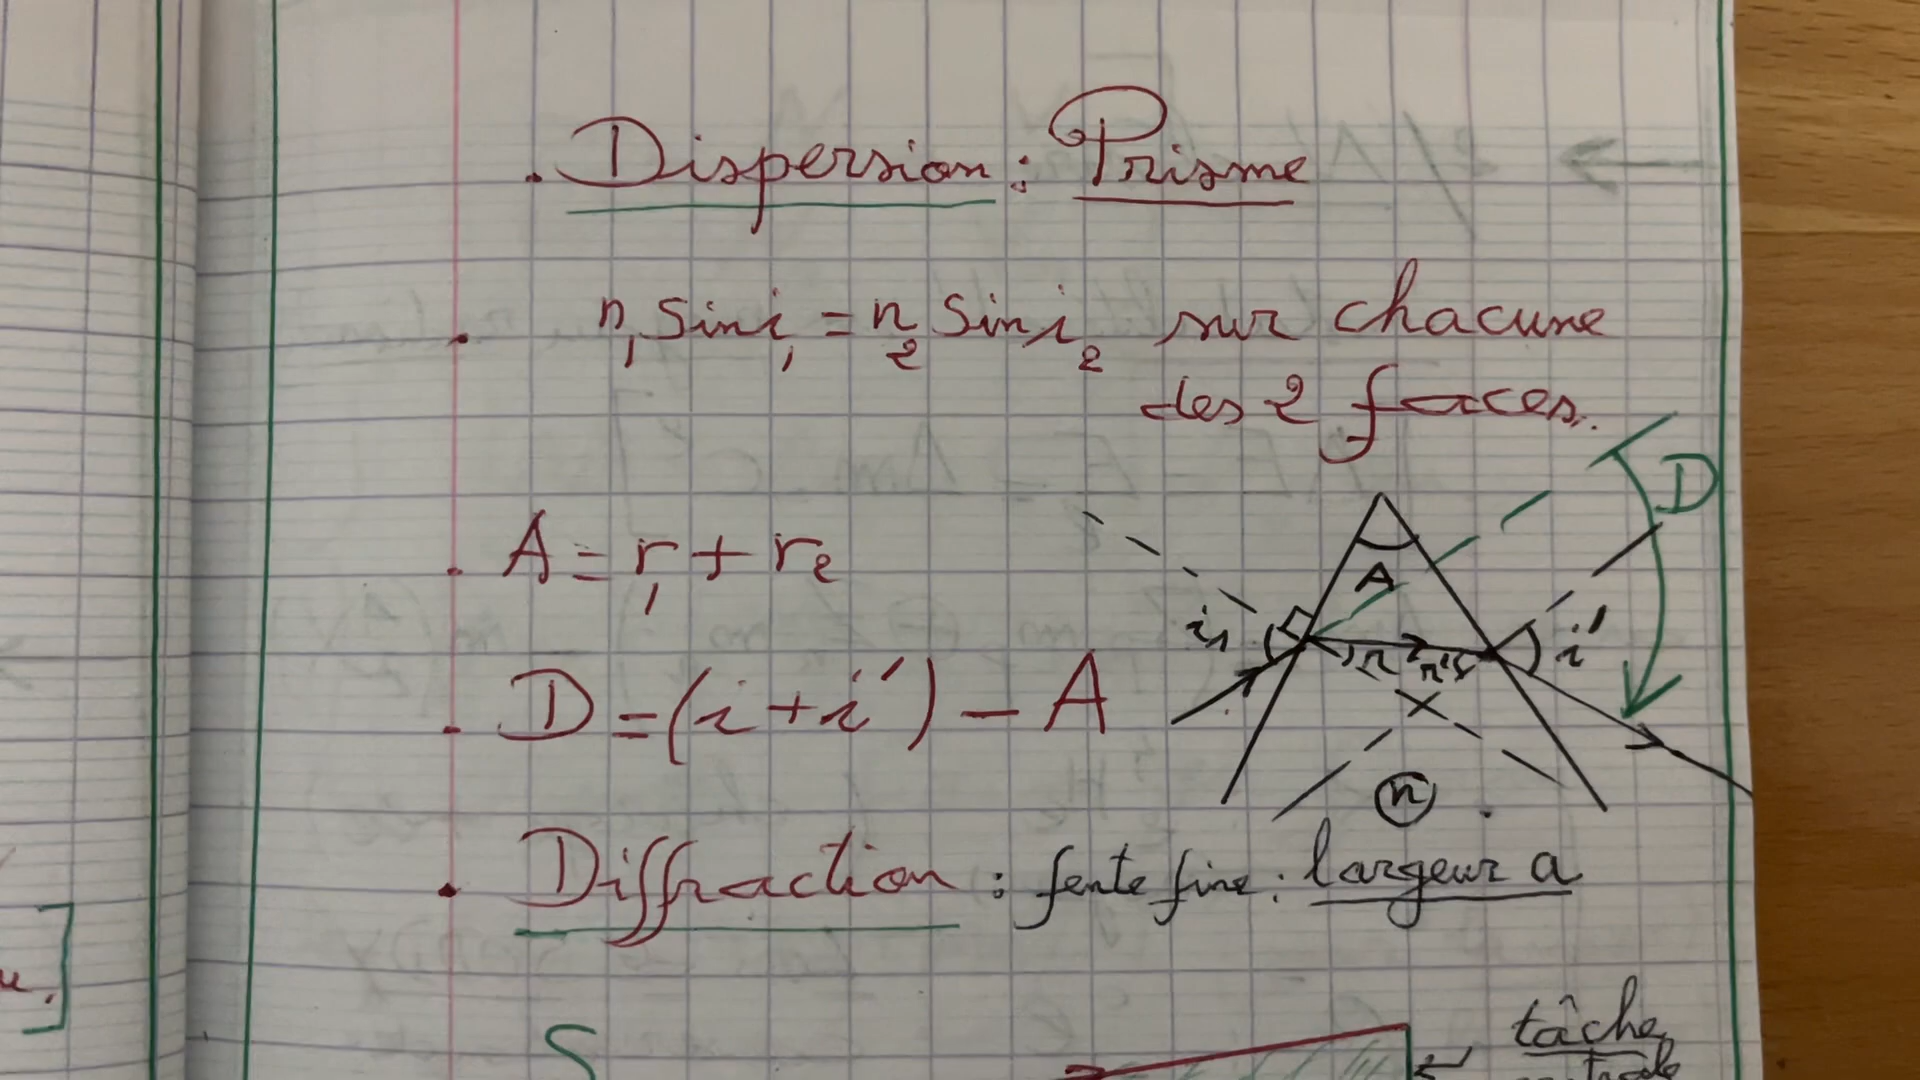 . Dispersion : Prisme
. n₁ sin i₁ = n₂ sin i₂ sur chacune
des 2 faces.
. A = r₁ + r₂
D
A
i₁
r
r'
i'
. D = (i + i') - A
n
. Diffraction : fente fine : largeur a
S
tâche